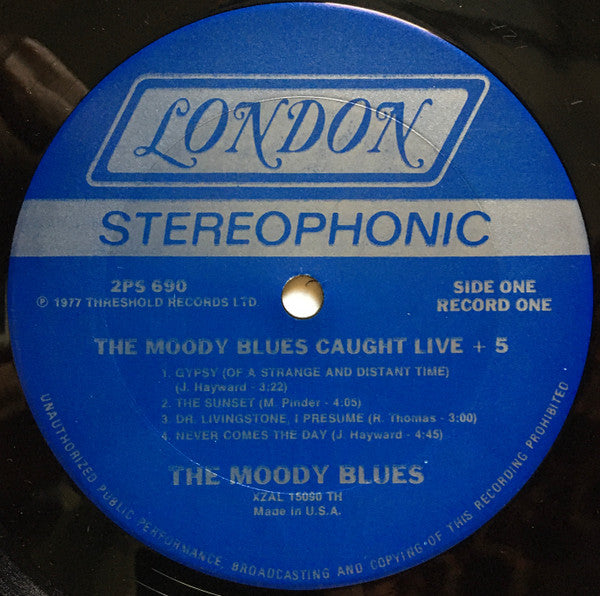 LONDON
STEREOPHONIC
2PS 690
℗ 1977 THRESHOLD RECORDS LTD.
SIDE ONE
RECORD ONE
THE MOODY BLUES CAUGHT LIVE + 5
1. GYPSY (OF A STRANGE AND DISTANT TIME)
(J. Hayward - 3:22)
2. THE SUNSET (M. Pinder - 4:05)
3. DR. LIVINGSTONE, I PRESUME (R. Thomas - 3:00)
4. NEVER COMES THE DAY (J. Hayward - 4:45)
THE MOODY BLUES
XZAL 15090 TH
Made in U.S.A.
UNAUTHORIZED PUBLIC PERFORMANCE, BROADCASTING AND COPYING·OF THIS RECORDING PROHIBITED